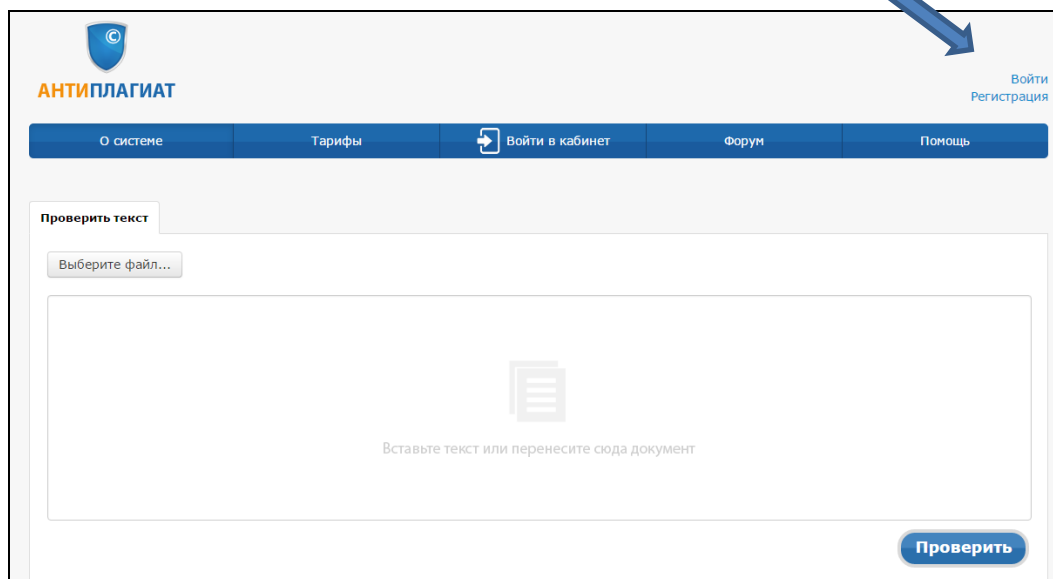 ©
АНТИПЛАГИАТ
Войти
Регистрация
О системе Тарифы Войти в кабинет Форум Помощь
Проверить текст
Выберите файл...
Вставьте текст или перенесите сюда документ
Проверить